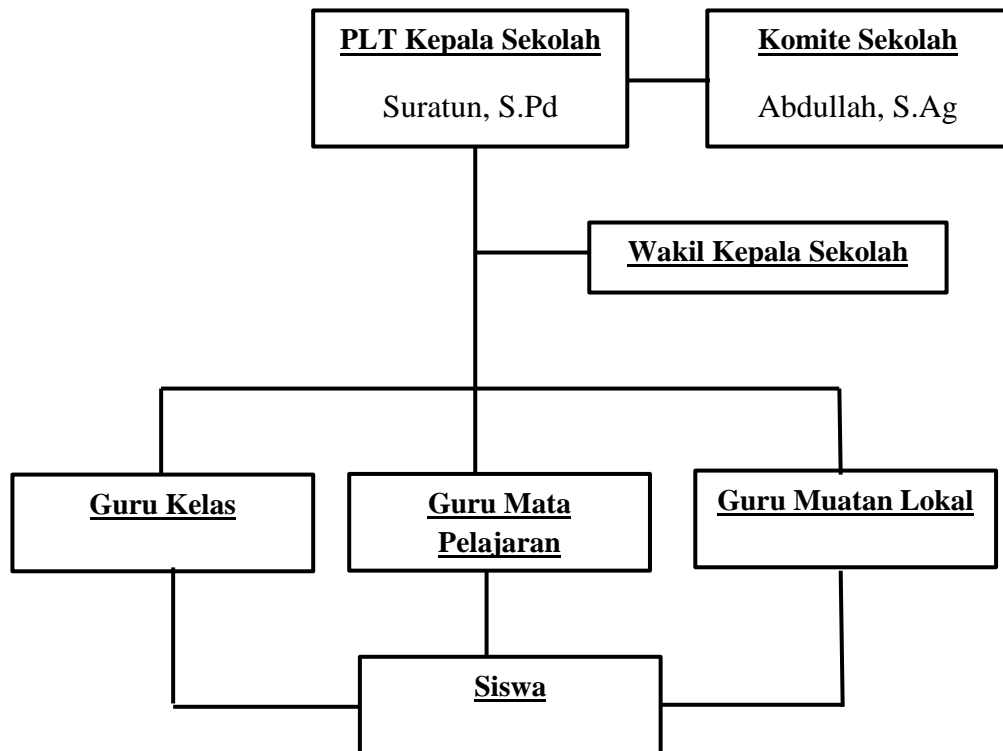 PLT Kepala Sekolah
Suratun, S.Pd
Komite Sekolah
Abdullah, S.Ag
Wakil Kepala Sekolah
Guru Kelas
Guru Mata
Pelajaran
Guru Muatan Lokal
Siswa